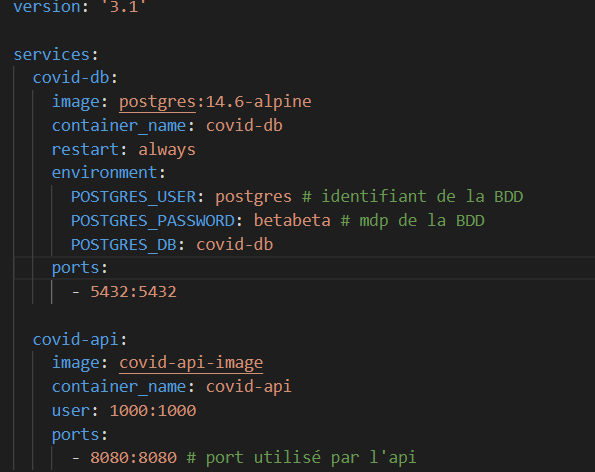 version: '3.1'
services:
covid-db:
image: postgres:14.6-alpine
container_name: covid-db
restart: always
environment:
POSTGRES_USER: postgres # identifiant de la BDD
POSTGRES_PASSWORD: betabeta # mdp de la BDD
POSTGRES_DB: covid-db
ports:
- 5432:5432
covid-api:
image: covid-api-image
container_name: covid-api
user: 1000:1000
ports:
- 8080:8080 # port utilisé par l'api